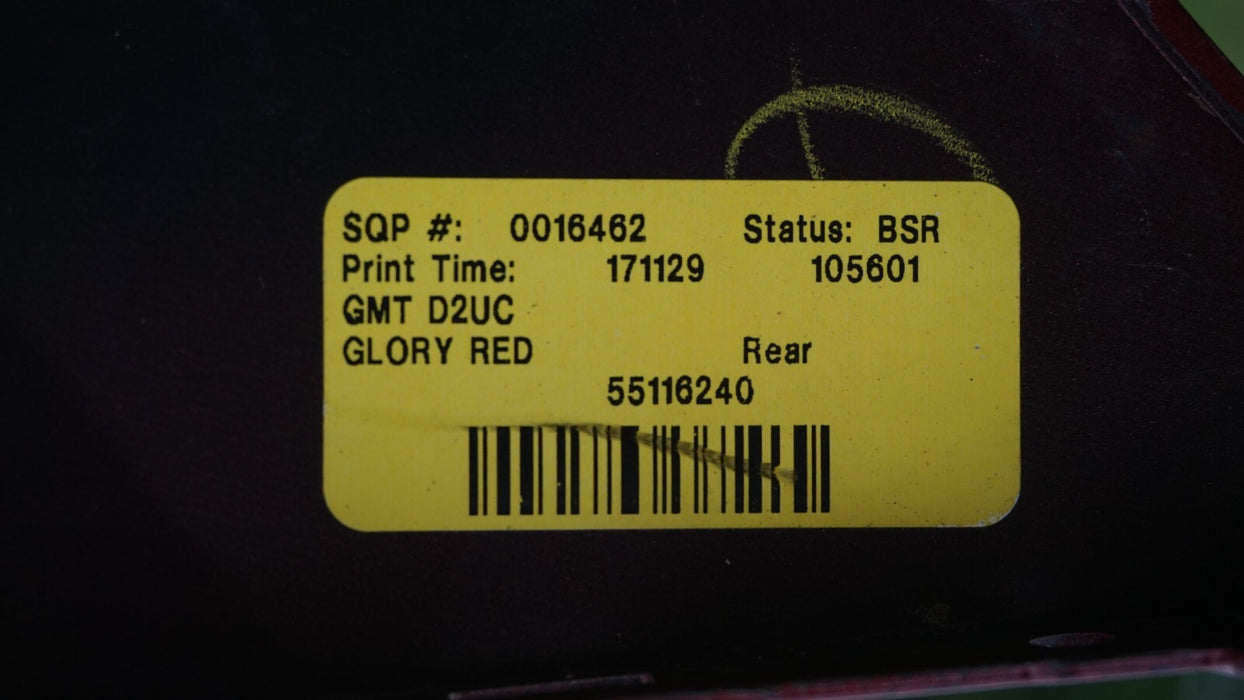 SQP #: 0016462 Status: BSR
Print Time: 171129 105601
GMT D2UC
GLORY RED Rear
55116240